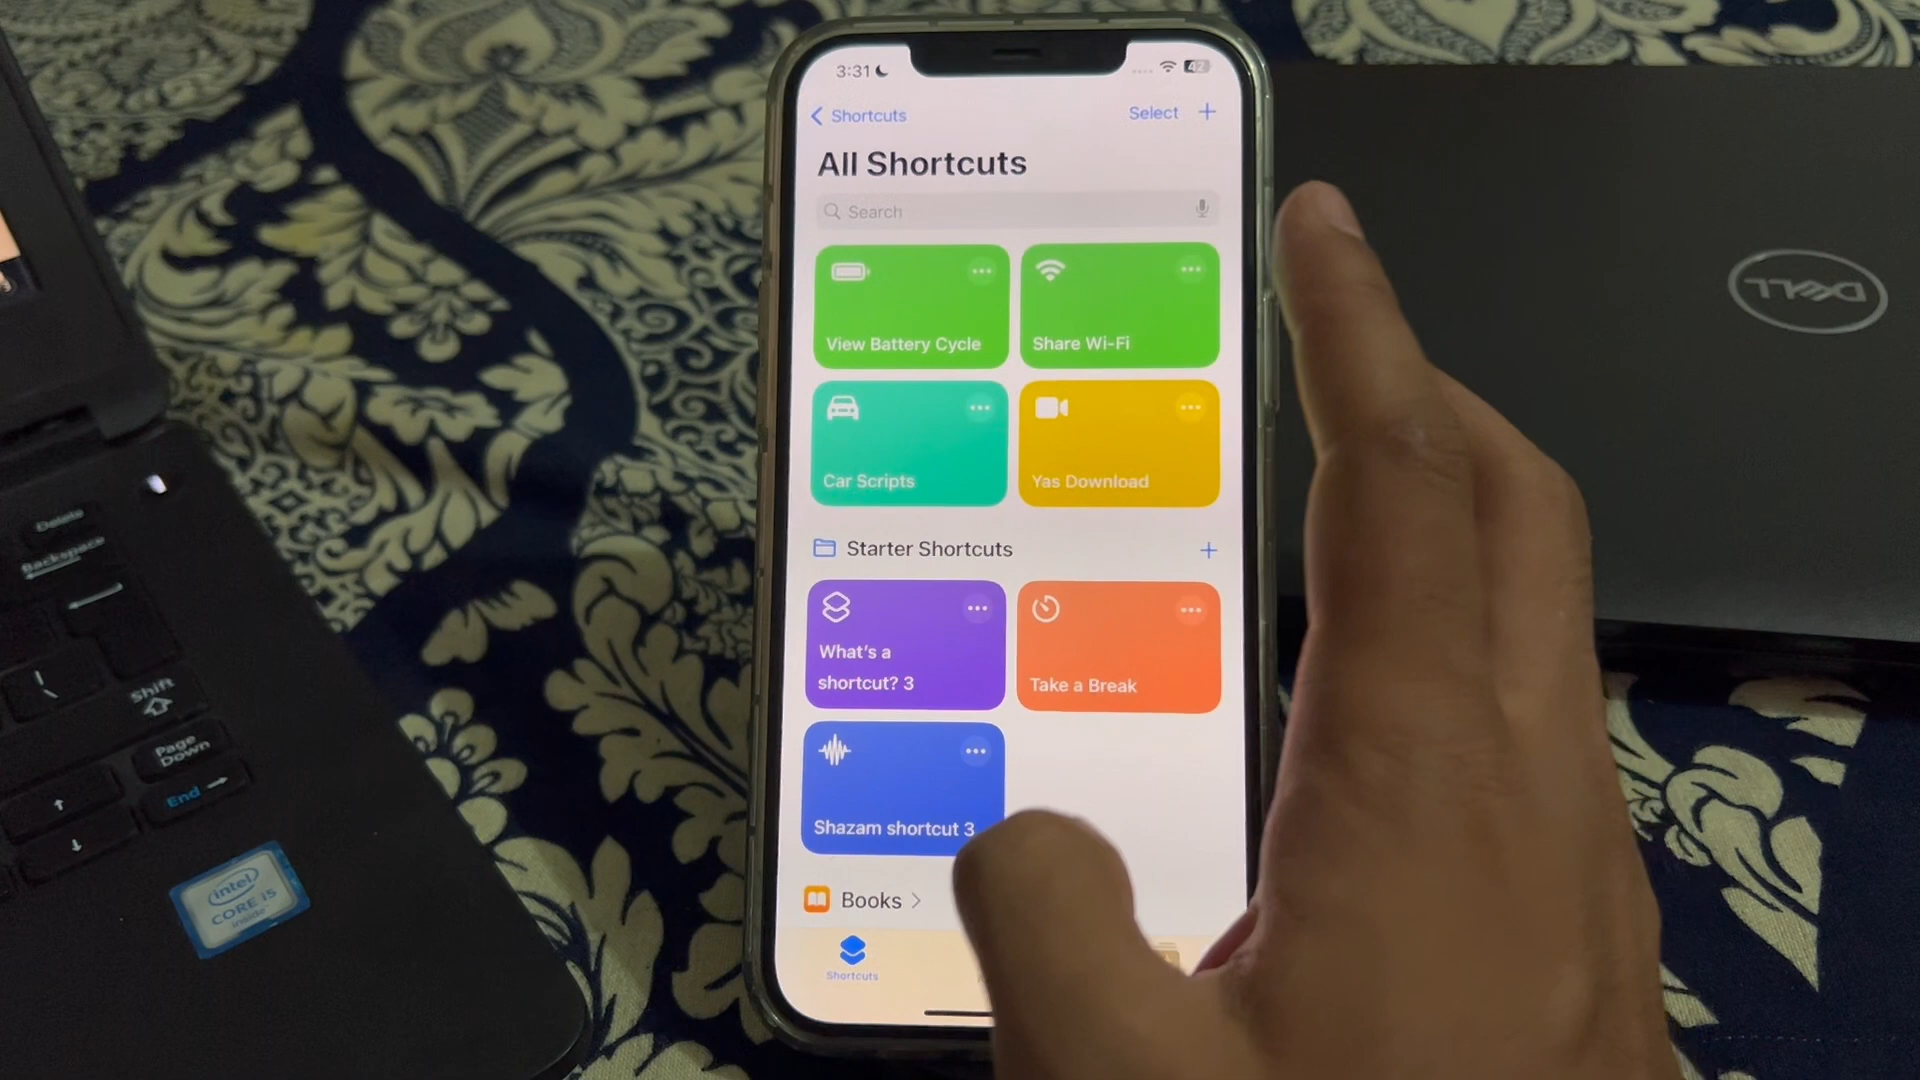 3:31
42
Shortcuts
Select
All Shortcuts
Search
View Battery Cycle
Share Wi-Fi
Car Scripts
Yas Download
Starter Shortcuts
What's a
shortcut? 3
Take a Break
Shazam shortcut 3
Books
Shortcuts
DELL
Delete
Backspace
Shift
Page
Down
End
intel
CORE i5
inside